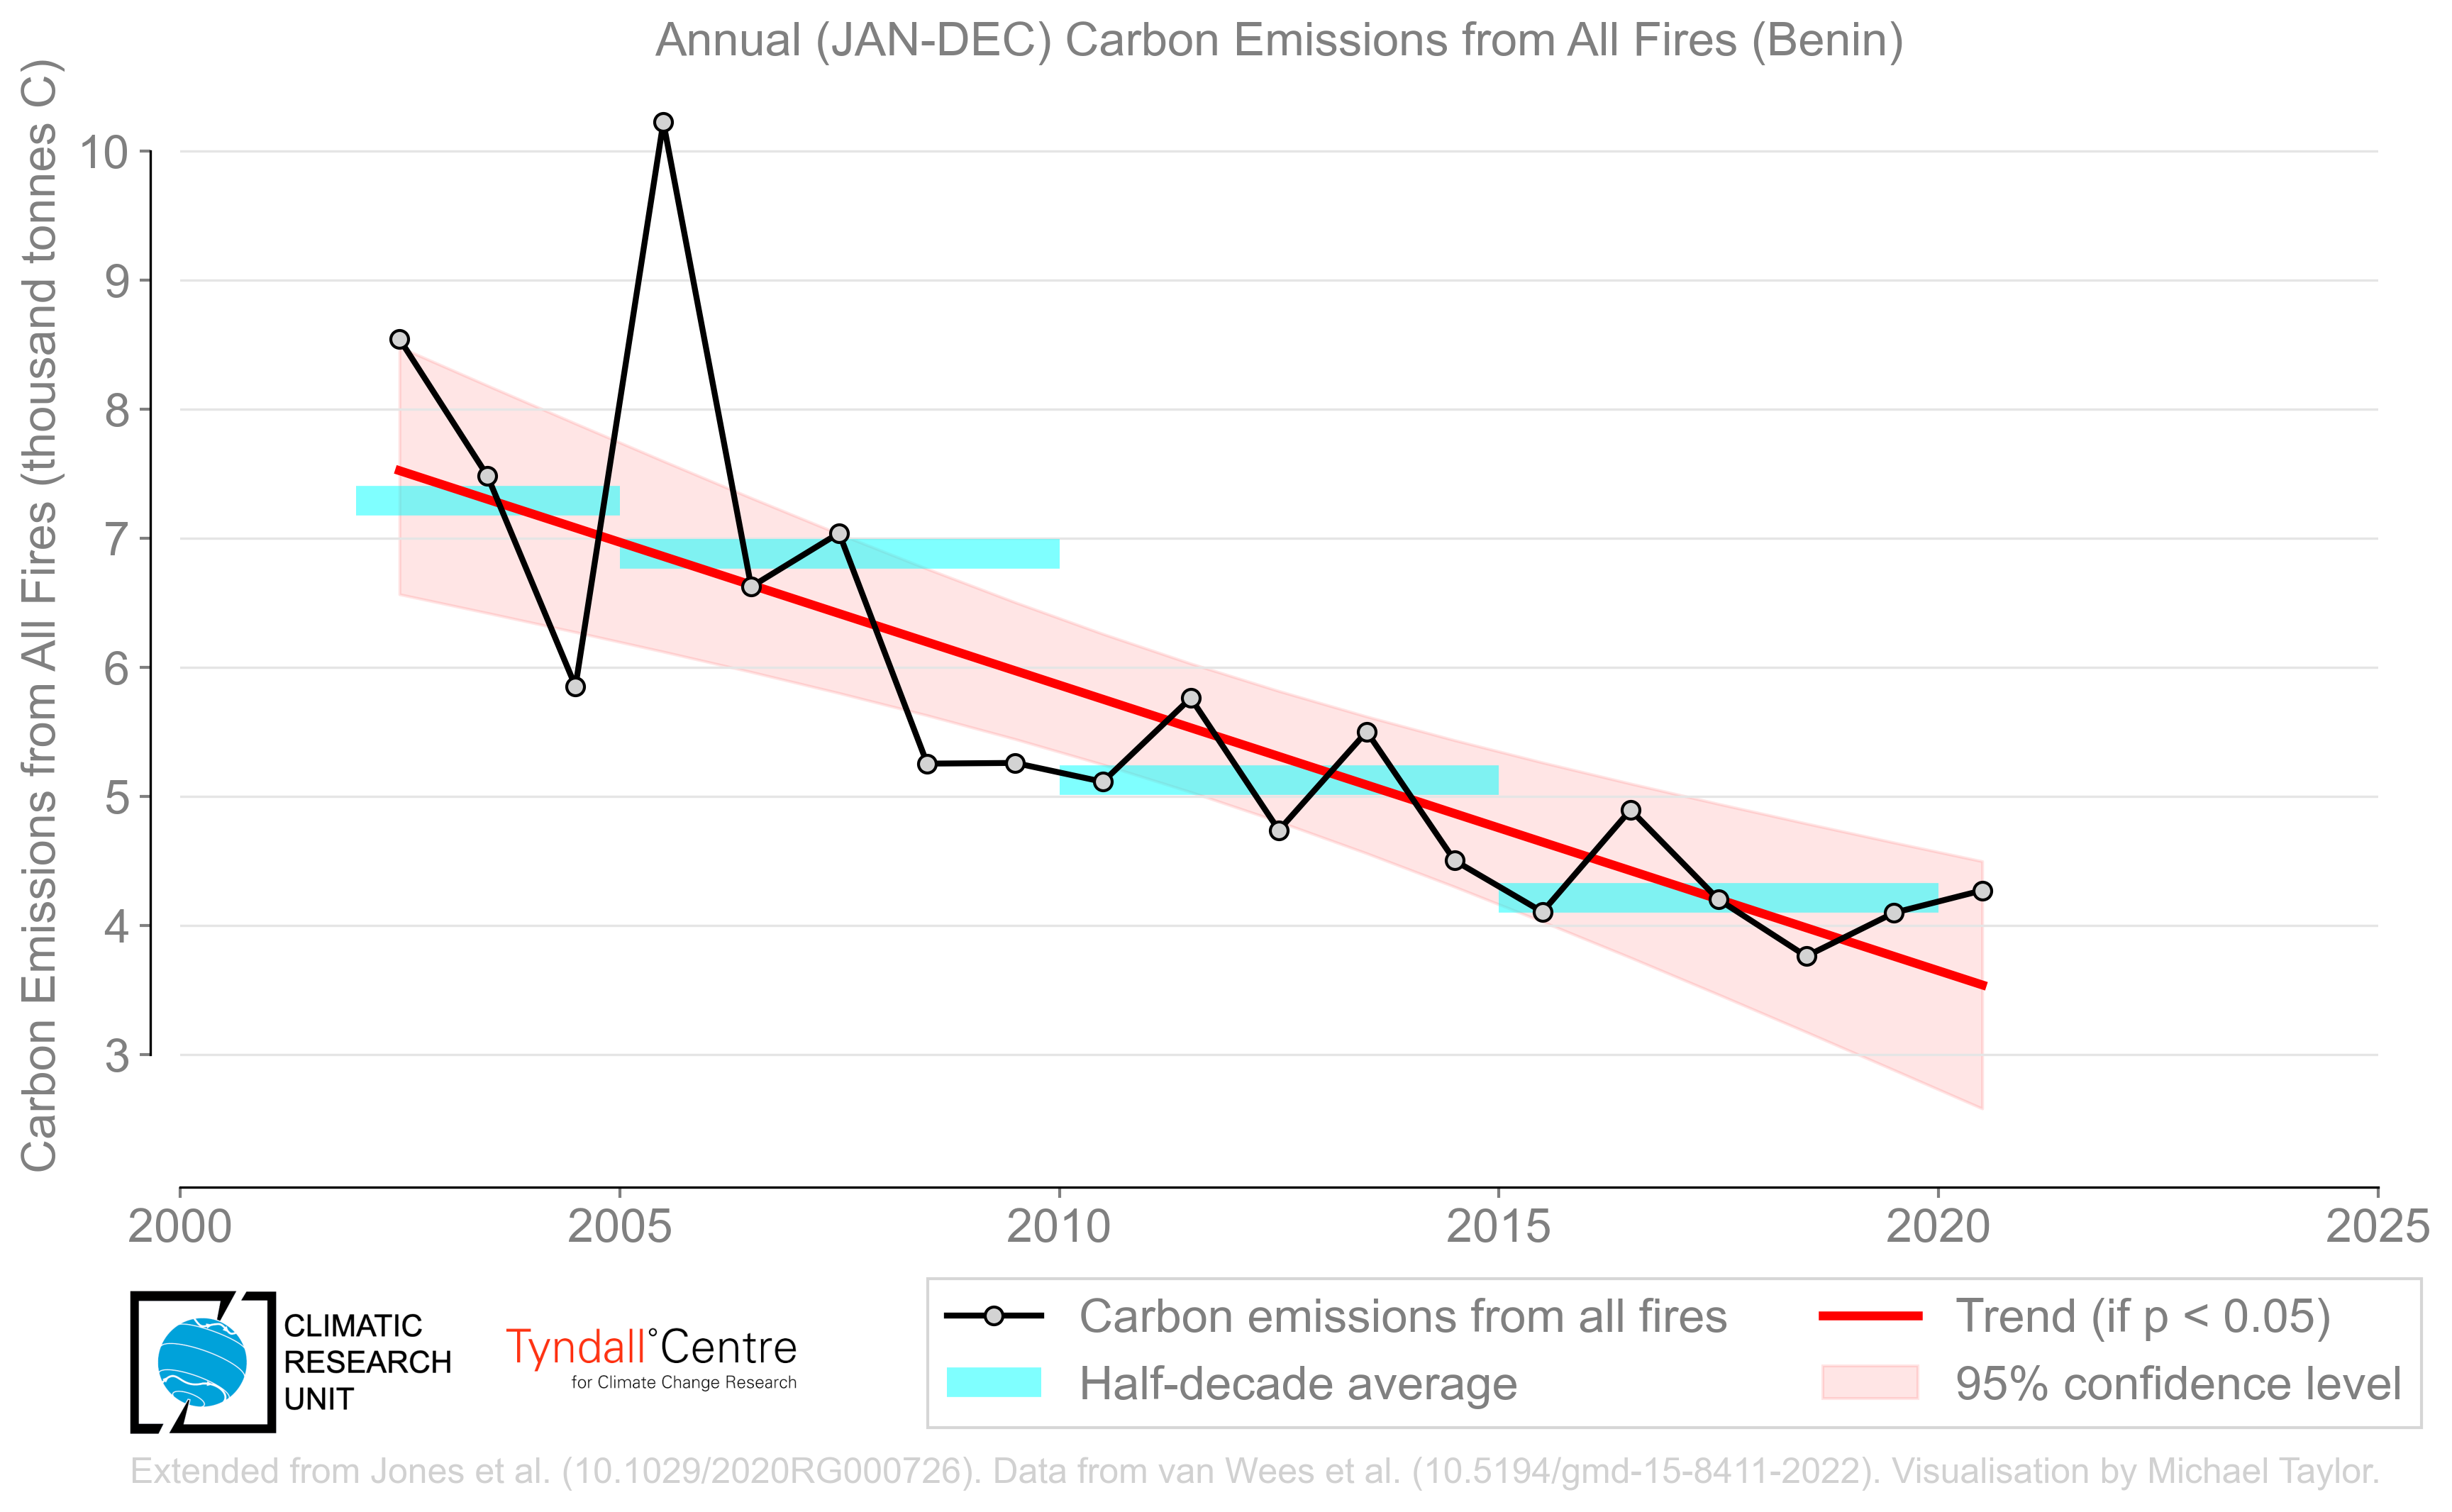 Annual (JAN-DEC) Carbon Emissions from All Fires (Benin)
Carbon Emissions from All Fires (thousand tonnes C)
10
9
8
7
6
5
4
3
2000
2005
2010
2015
2020
2025
CLIMATIC
RESEARCH
UNIT
Tyndall°Centre
for Climate Change Research
Carbon emissions from all fires
Half-decade average
Trend (if p < 0.05)
95% confidence level
Extended from Jones et al. (10.1029/2020RG000726). Data from van Wees et al. (10.5194/gmd-15-8411-2022). Visualisation by Michael Taylor.